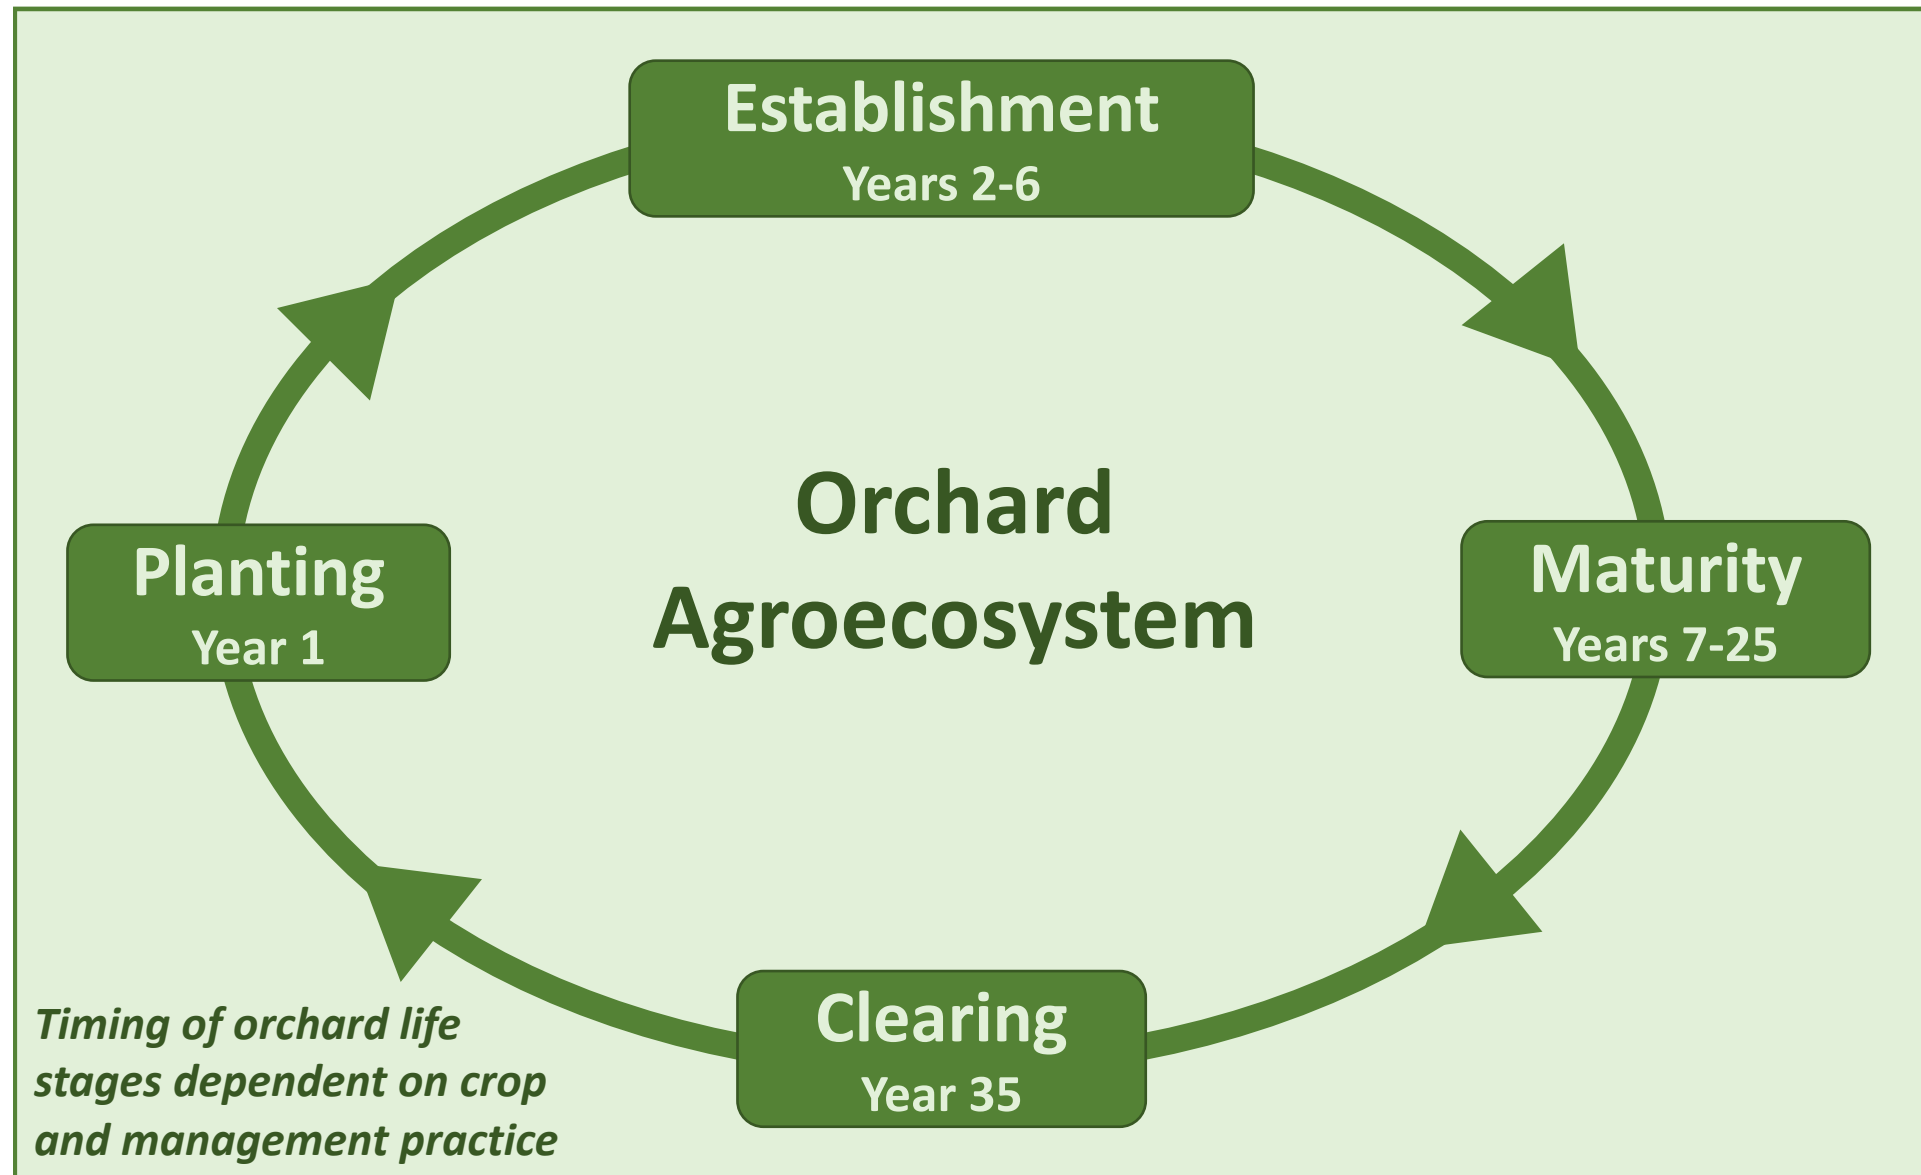 Establishment
Years 2-6
Orchard
Agroecosystem
Planting
Year 1
Maturity
Years 7-25
Clearing
Year 35
Timing of orchard life
stages dependent on crop
and management practice